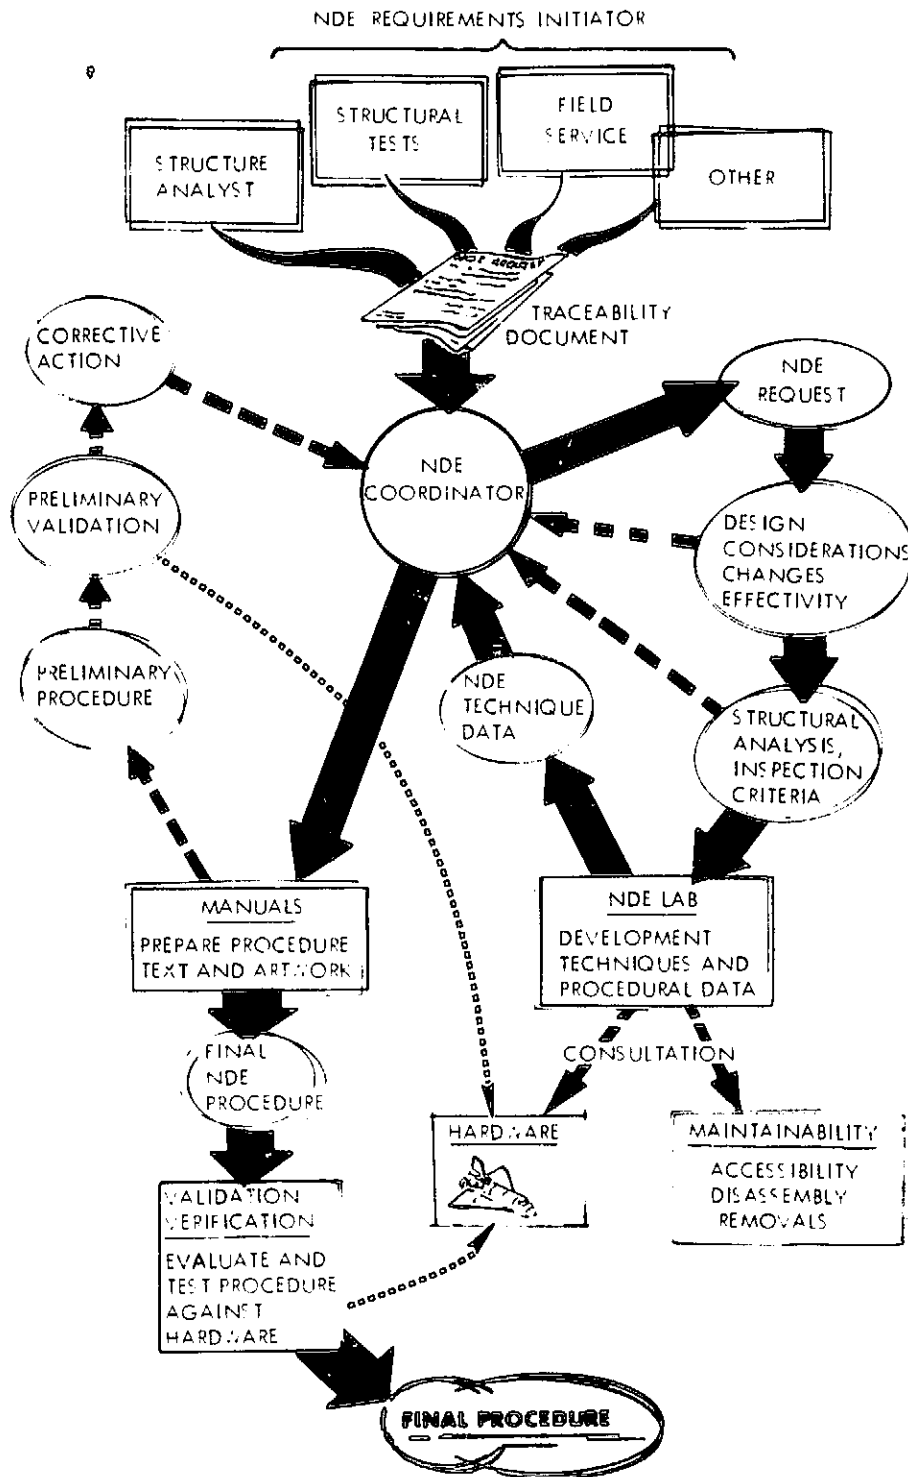 NDE REQUIREMENTS INITIATOR
STRUCTURE
ANALYST
STRUCTURAL
TESTS
FIELD
SERVICE
OTHER
NDE REQUEST
TRACEABILITY
DOCUMENT
CORRECTIVE
ACTION
NDE
REQUEST
NDE
COORDINATOR
PRELIMINARY
VALIDATION
DESIGN
CONSIDERATIONS
CHANGES
EFFECTIVITY
PRELIMINARY
PROCEDURE
NDE
TECHNIQUE
DATA
STRUCTURAL
ANALYSIS,
INSPECTION
CRITERIA
MANUALS
PREPARE PROCEDURE
TEXT AND ARTWORK
NDE LAB
DEVELOPMENT
TECHNIQUES AND
PROCEDURAL DATA
CONSULTATION
FINAL
NDE
PROCEDURE
HARDWARE
MAINTAINABILITY
ACCESSIBILITY
DISASSEMBLY
REMOVALS
VALIDATION
VERIFICATION
EVALUATE AND
TEST PROCEDURE
AGAINST
HARDWARE
FINAL PROCEDURE